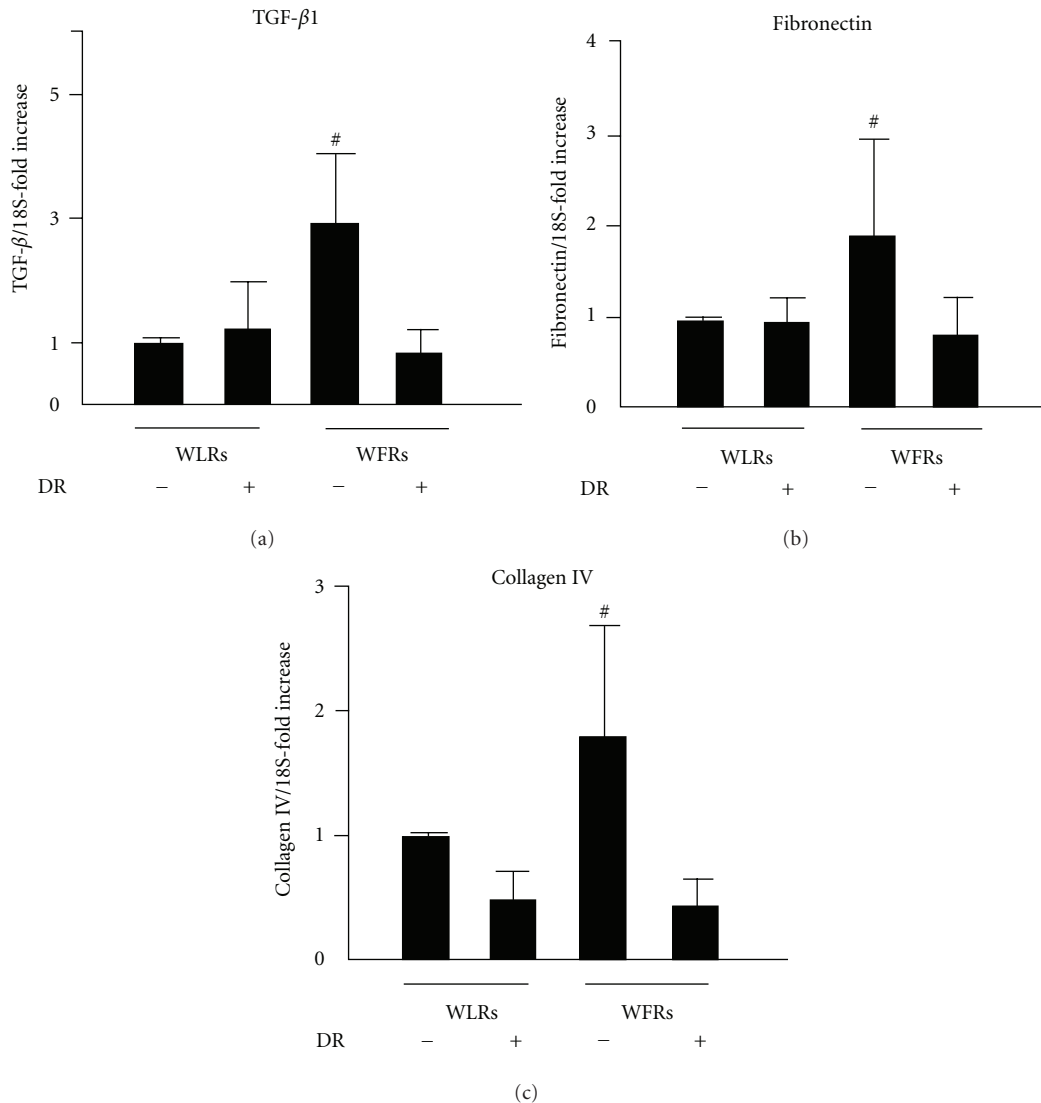 TGF-β1
TGF-β/18S-fold increase
5
3
1
0
#
WLRs
WFRs
DR − + − +
(a)
Fibronectin
Fibronectin/18S-fold increase
4
3
2
1
0
#
WLRs
WFRs
− + − +
(b)
Collagen IV
Collagen IV/18S-fold increase
3
2
1
0
#
WLRs
WFRs
DR − + − +
(c)